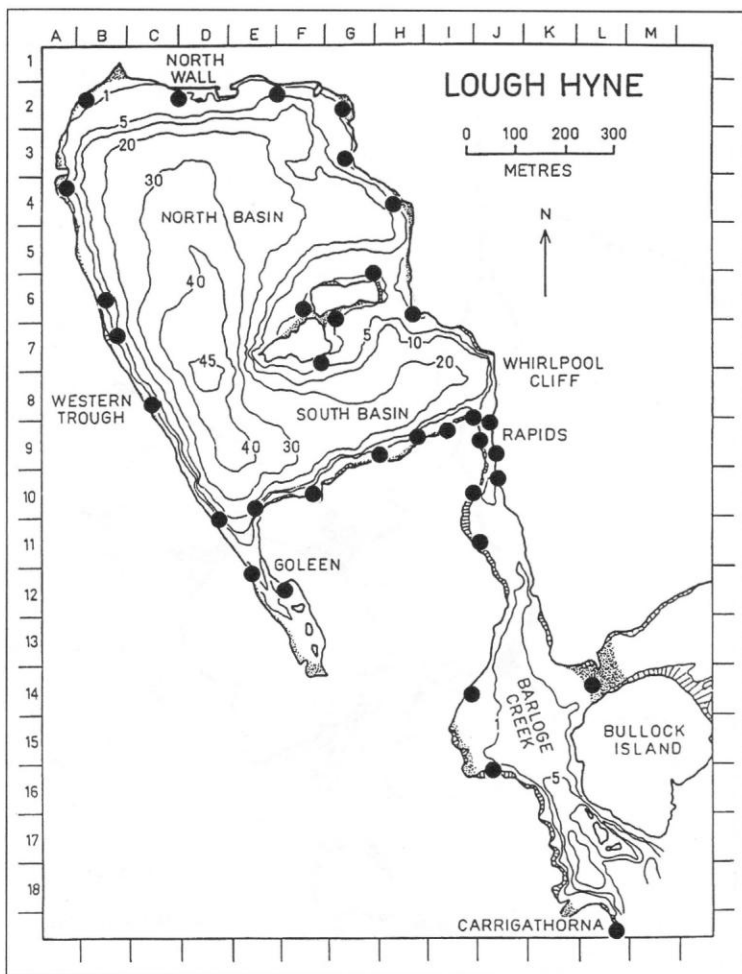 A B C D E F G H I J K L M
1
2
3
4
5
6
7
8
9
10
11
12
13
14
15
16
17
18
NORTH
WALL
LOUGH HYNE
0 100 200 300
METRES
N
1
5
20
30
NORTH BASIN
40
45
5
10
20
WHIRLPOOL
CLIFF
WESTERN
TROUGH
SOUTH BASIN
40
30
RAPIDS
GOLEEN
BARLOGE
CREEK
1
BULLOCK
ISLAND
5
CARRIGATHORNA